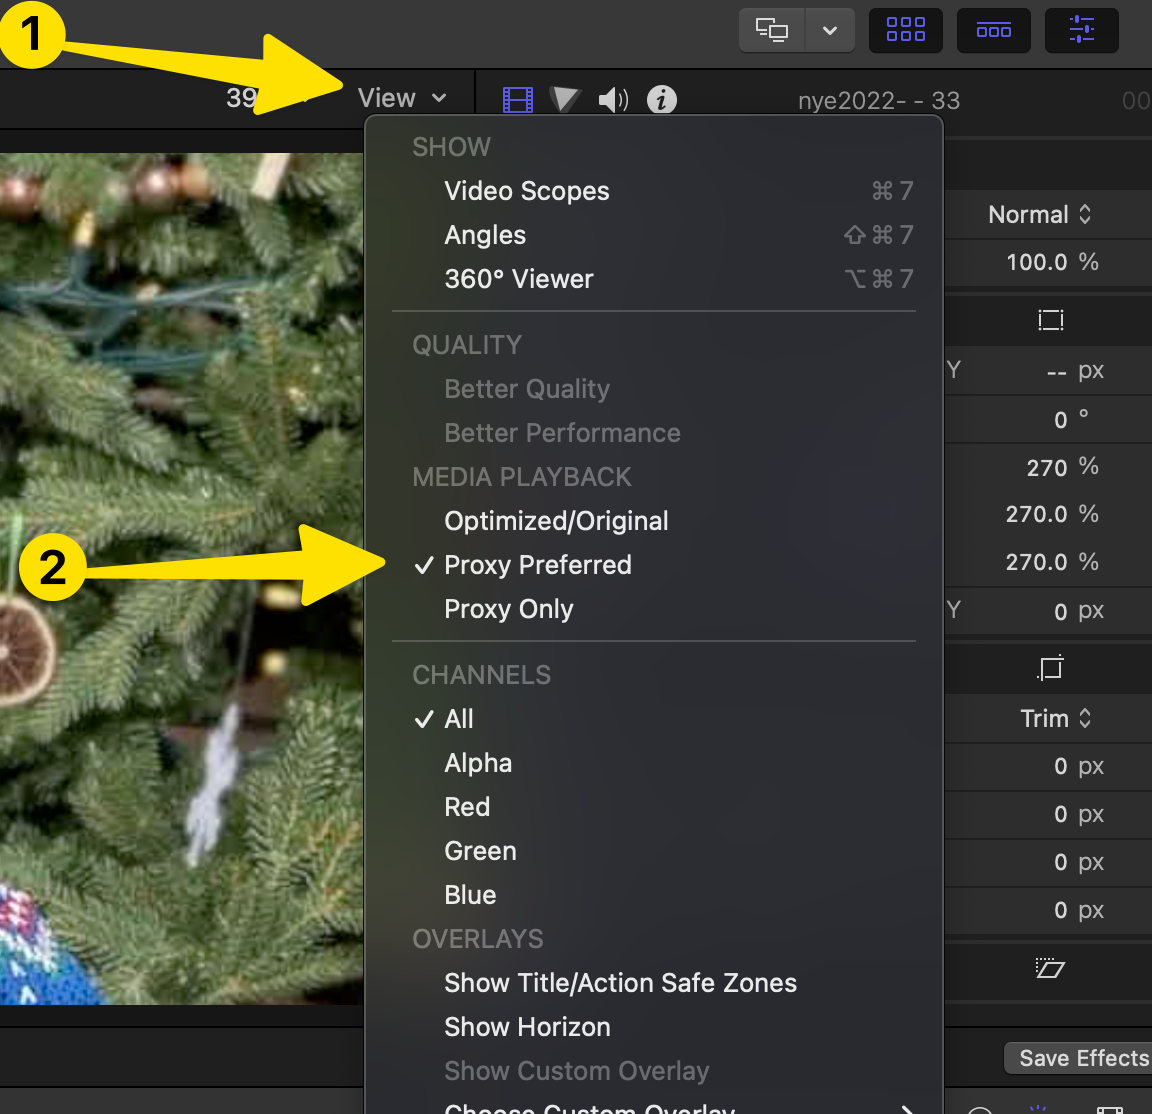 1
39
View
nye2022- - 33
00
SHOW
Video Scopes ⌘7
Angles ⇧⌘7
360° Viewer ⌥⌘7
QUALITY
Better Quality
Better Performance
MEDIA PLAYBACK
Optimized/Original
2
✓ Proxy Preferred
Proxy Only
CHANNELS
✓ All
Alpha
Red
Green
Blue
OVERLAYS
Show Title/Action Safe Zones
Show Horizon
Show Custom Overlay
Choose Custom Overlay
Normal
100.0 %
Y -- px
0 °
270 %
270.0 %
270.0 %
Y 0 px
Trim
0 px
0 px
0 px
0 px
Save Effects